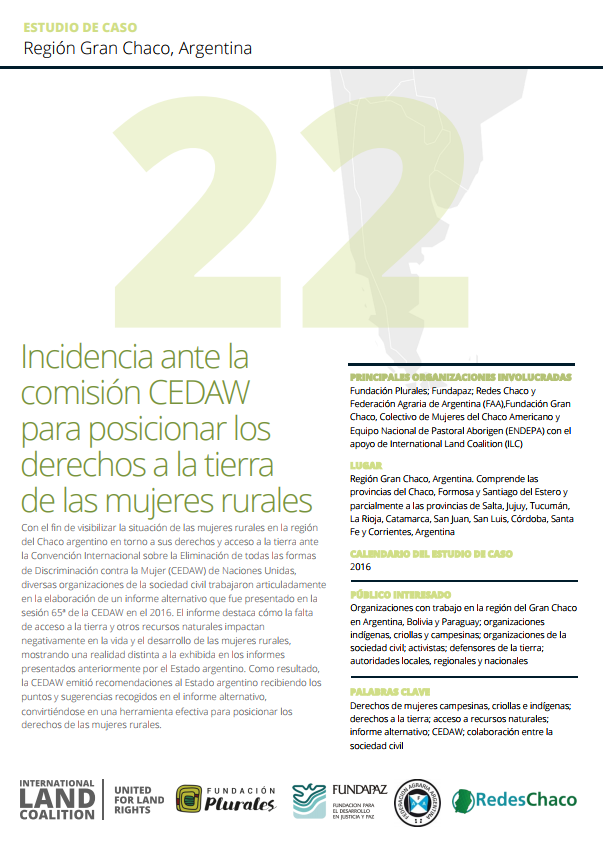 ESTUDIO DE CASO
Región Gran Chaco, Argentina
22
Incidencia ante la
comisión CEDAW
para posicionar los
derechos a la tierra
de las mujeres rurales
Con el fin de visibilizar la situación de las mujeres rurales en la región
del Chaco argentino en torno a sus derechos y acceso a la tierra ante
la Convención Internacional sobre la Eliminación de todas las formas
de Discriminación contra la Mujer (CEDAW) de Naciones Unidas,
diversas organizaciones de la sociedad civil trabajaron articuladamente
en la elaboración de un informe alternativo que fue presentado en la
sesión 65ª de la CEDAW en el 2016. El informe destaca cómo la falta
de acceso a la tierra y otros recursos naturales impactan
negativamente en la vida y el desarrollo de las mujeres rurales,
mostrando una realidad distinta a la exhibida en los informes
presentados anteriormente por el Estado argentino. Como resultado,
la CEDAW emitió recomendaciones al Estado argentino recibiendo los
puntos y sugerencias recogidos en el informe alternativo,
convirtiéndose en una herramienta efectiva para posicionar los
derechos de las mujeres rurales.
PRINCIPALES ORGANIZACIONES INVOLUCRADAS
Fundación Plurales; Fundapaz; Redes Chaco y
Federación Agraria de Argentina (FAA),Fundación Gran
Chaco, Colectivo de Mujeres del Chaco Americano y
Equipo Nacional de Pastoral Aborigen (ENDEPA) con el
apoyo de International Land Coalition (ILC)
LUGAR
Región Gran Chaco, Argentina. Comprende las
provincias del Chaco, Formosa y Santiago del Estero y
parcialmente a las provincias de Salta, Jujuy, Tucumán,
La Rioja, Catamarca, San Juan, San Luis, Córdoba, Santa
Fe y Corrientes, Argentina
CALENDARIO DEL ESTUDIO DE CASO
2016
PÚBLICO INTERESADO
Organizaciones con trabajo en la región del Gran Chaco
en Argentina, Bolivia y Paraguay; organizaciones
indígenas, criollas y campesinas; organizaciones de la
sociedad civil; activistas; defensores de la tierra;
autoridades locales, regionales y nacionales
PALABRAS CLAVE
Derechos de mujeres campesinas, criollas e indígenas;
derechos a la tierra; acceso a recursos naturales;
informe alternativo; CEDAW; colaboración entre la
sociedad civil
INTERNATIONAL
LAND
COALITION
UNITED
FOR LAND
RIGHTS
FUNDACIÓN
Plurales
FUNDAPAZ
FUNDACION PARA
EL DESARROLLO
EN JUSTICIA Y PAZ
FEDERACION AGRARIA ARGENTINA
RedesChaco